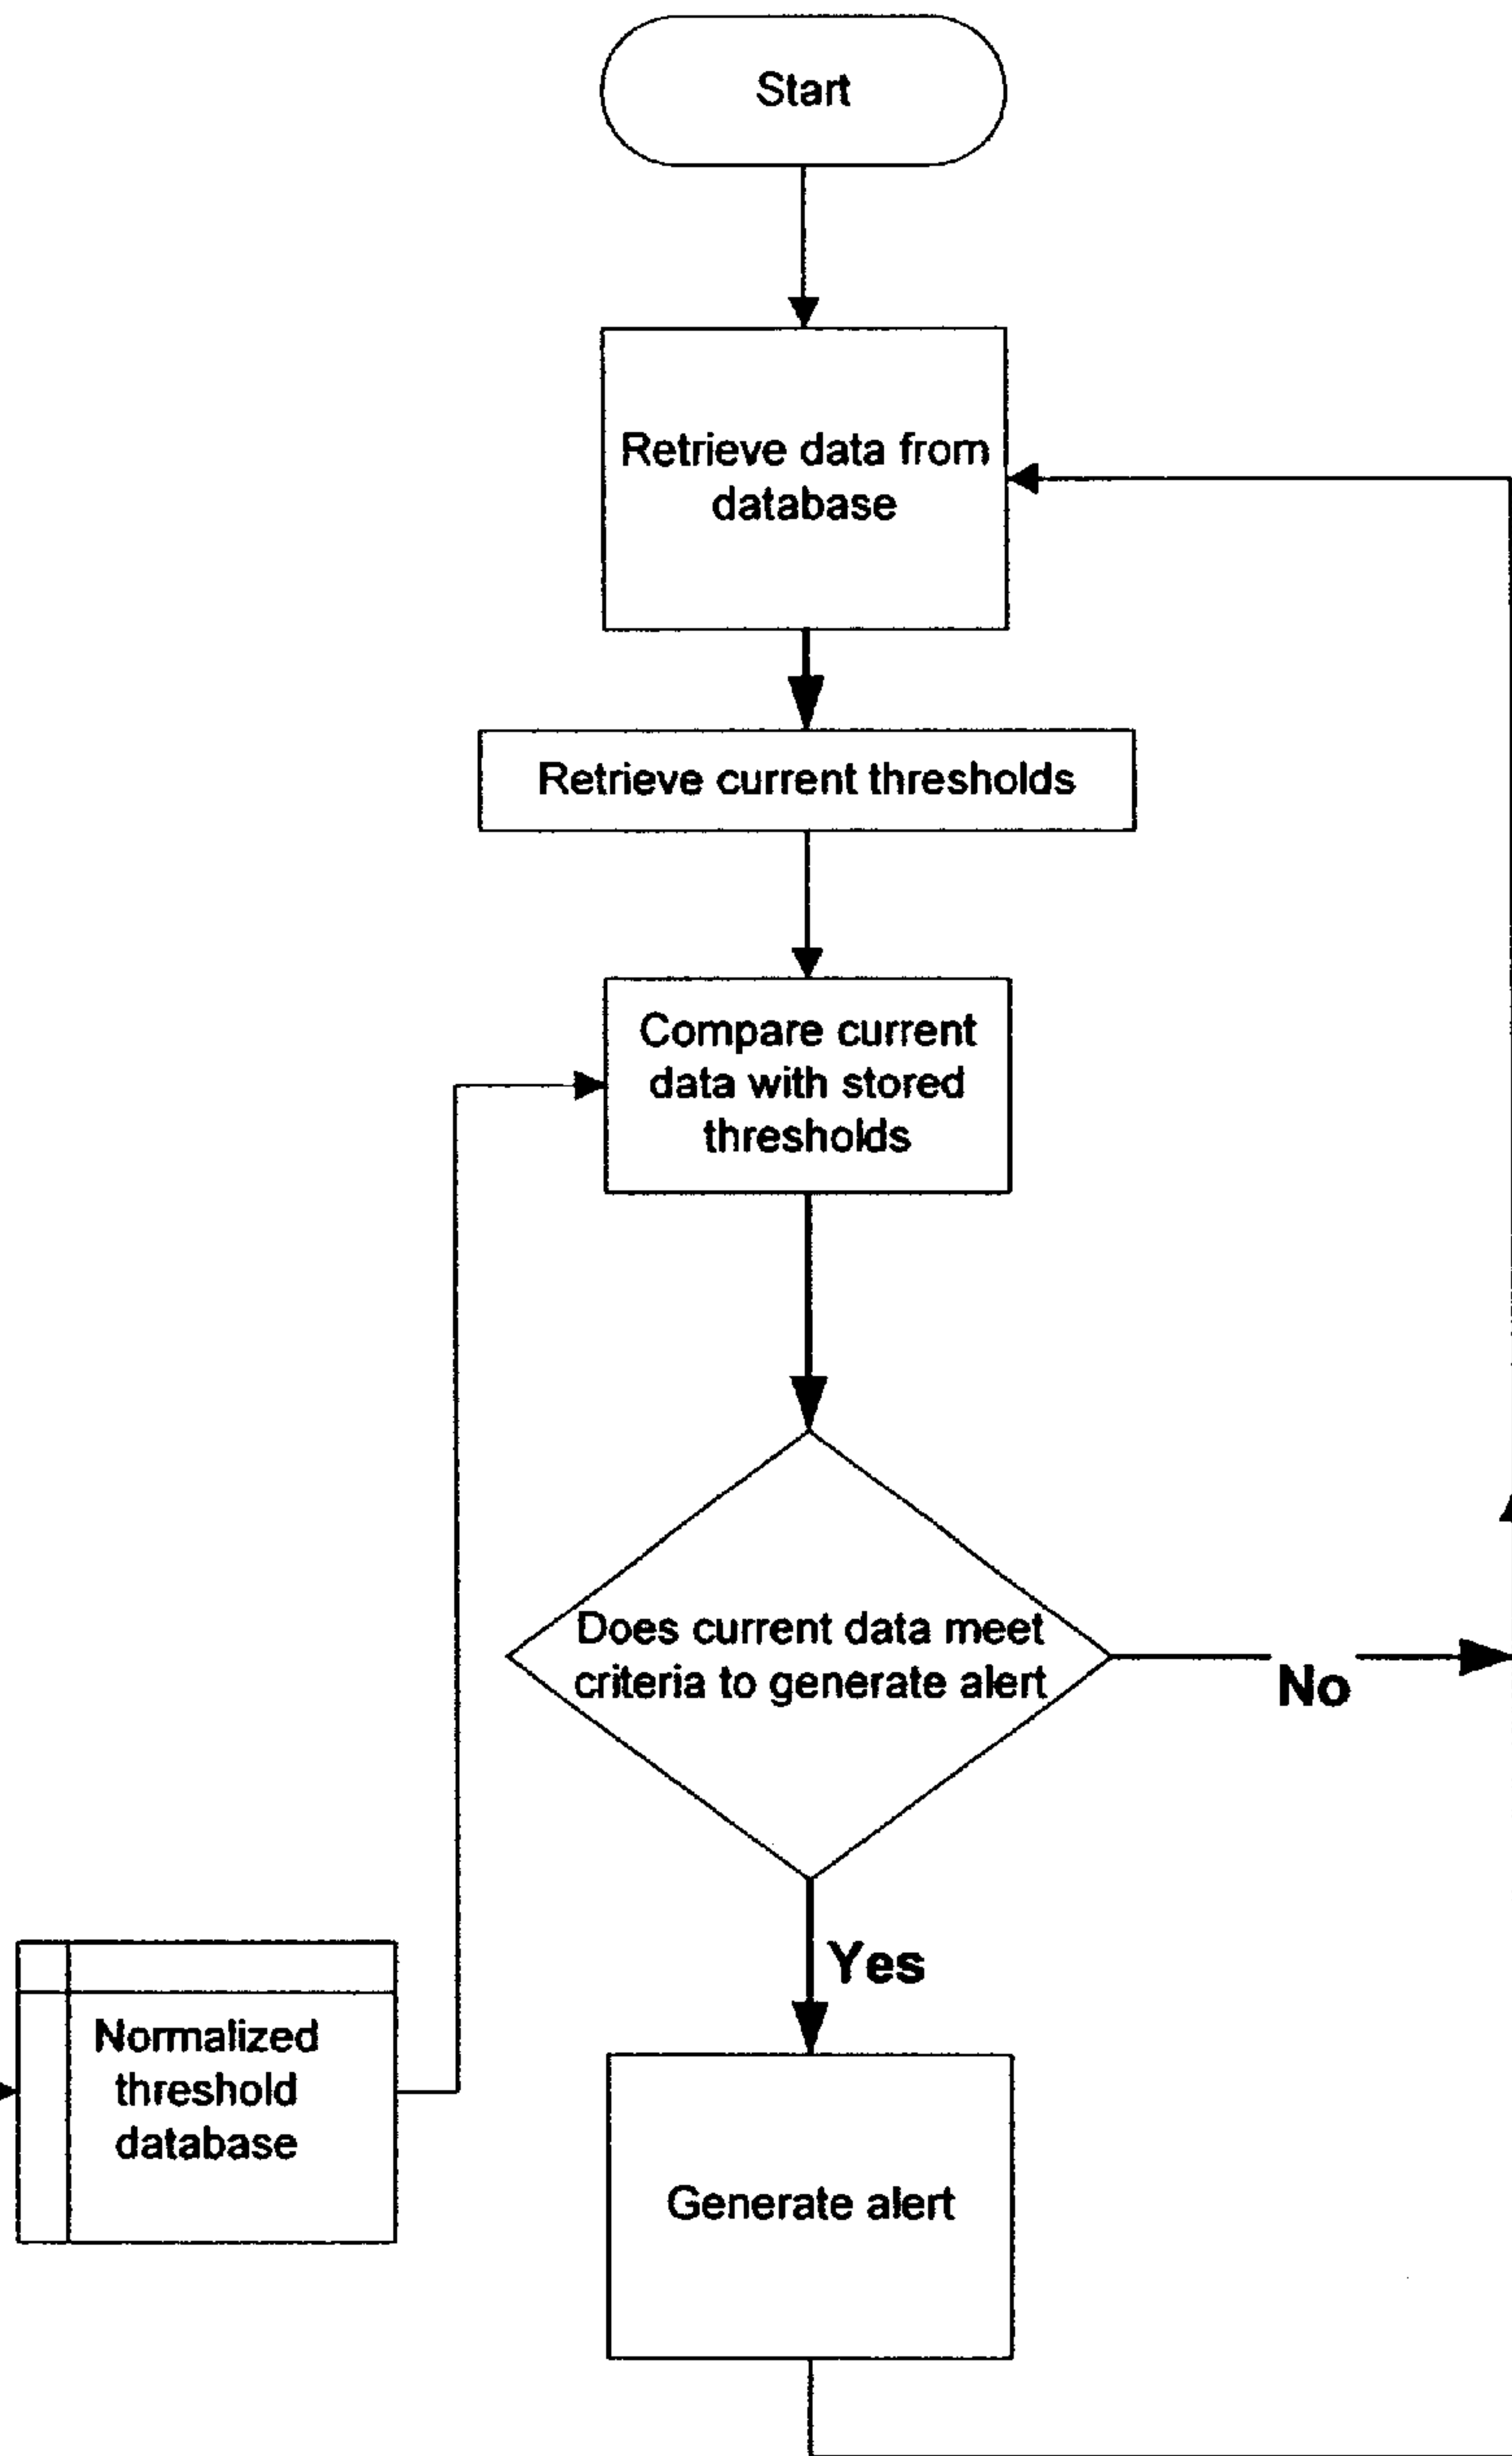 Start
Retrieve data from
database
Retrieve current thresholds
Compare current
data with stored
thresholds
Does current data meet
criteria to generate alert
No
Yes
Normalized
threshold
database
Generate alert